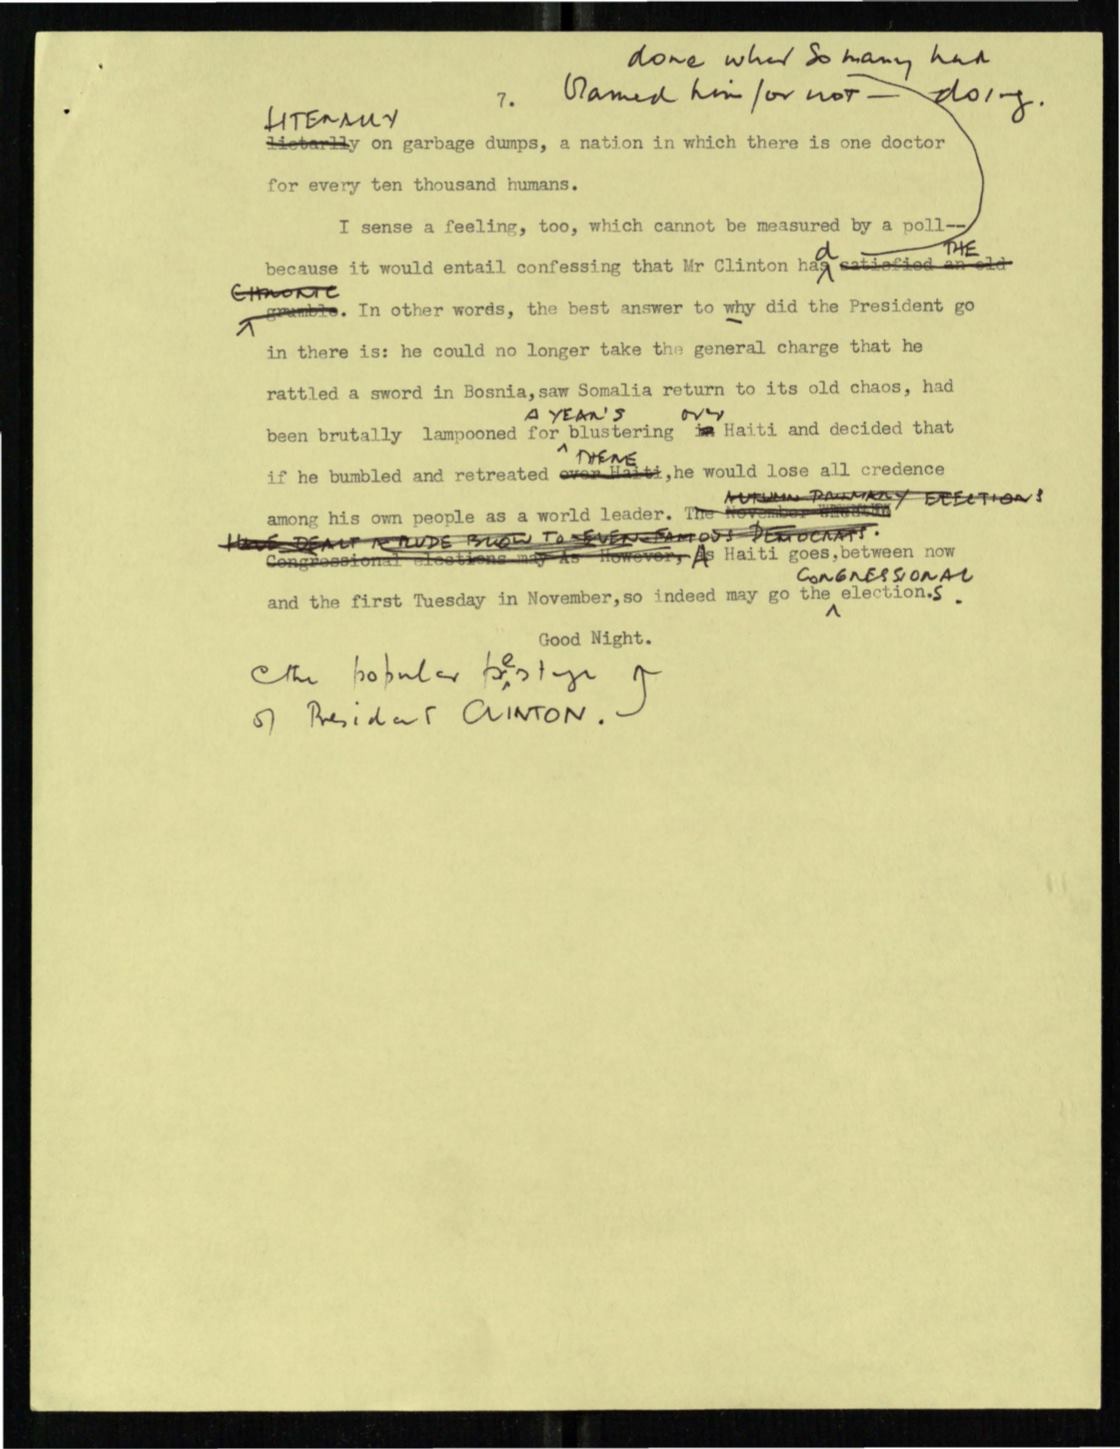 done what so many had
7. blamed him for not — doing.
LITERALLY
lictarlly on garbage dumps, a nation in which there is one doctor
for every ten thousand humans.
I sense a feeling, too, which cannot be measured by a poll--
d THE
because it would entail confessing that Mr Clinton has satisfied an old
CHRONIC
grumble. In other words, the best answer to why did the President go
in there is: he could no longer take the general charge that he
rattled a sword in Bosnia,saw Somalia return to its old chaos, had
A YEAR'S over
been brutally lampooned for blustering in Haiti and decided that
THERE
if he bumbled and retreated over Haiti,he would lose all credence
AUTUMN PRIMARY ELECTIONS
among his own people as a world leader. The November
HAVE DEALT A RUDE BLOW TO EVEN FAMOUS DEMOCRATS.
Congressional elections may As However, As Haiti goes,between now
CONGRESSIONAL
and the first Tuesday in November,so indeed may go the election.s.
Good Night.
the popular
of President CLINTON.